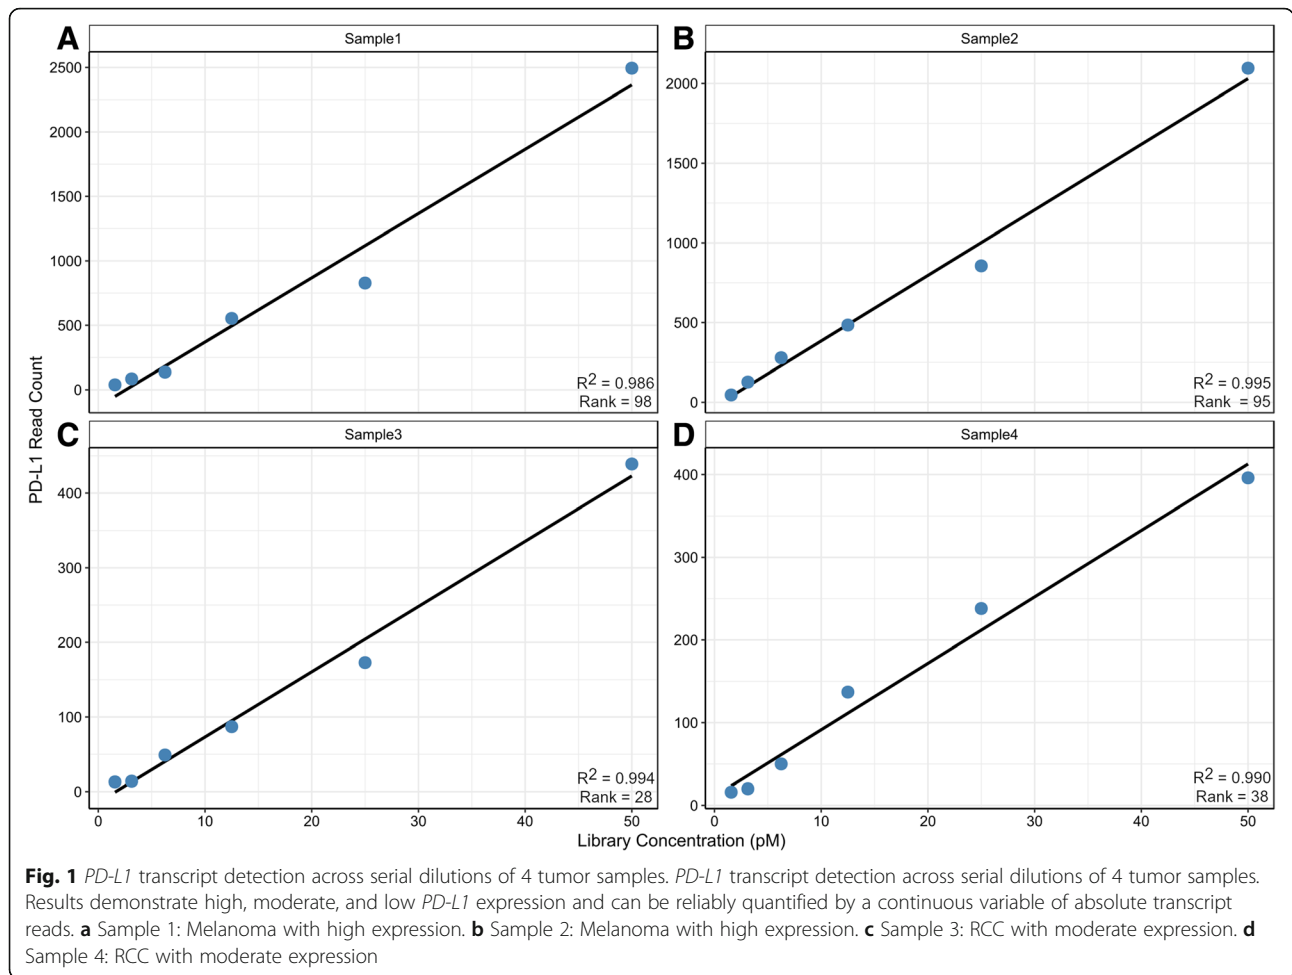 A
Sample1
2500
2000
1500
1000
500
0
R2 = 0.986
Rank = 98
B
Sample2
2000
1500
1000
500
0
R2 = 0.995
Rank = 95
PD-L1 Read Count
C
Sample3
400
300
200
100
0
R2 = 0.994
Rank = 28
0 10 20 30 40 50
D
Sample4
400
300
200
100
0
R2 = 0.990
Rank = 38
0 10 20 30 40 50
Library Concentration (pM)
Fig. 1 PD-L1 transcript detection across serial dilutions of 4 tumor samples. PD-L1 transcript detection across serial dilutions of 4 tumor samples.
Results demonstrate high, moderate, and low PD-L1 expression and can be reliably quantified by a continuous variable of absolute transcript
reads. a Sample 1: Melanoma with high expression. b Sample 2: Melanoma with high expression. c Sample 3: RCC with moderate expression. d
Sample 4: RCC with moderate expression